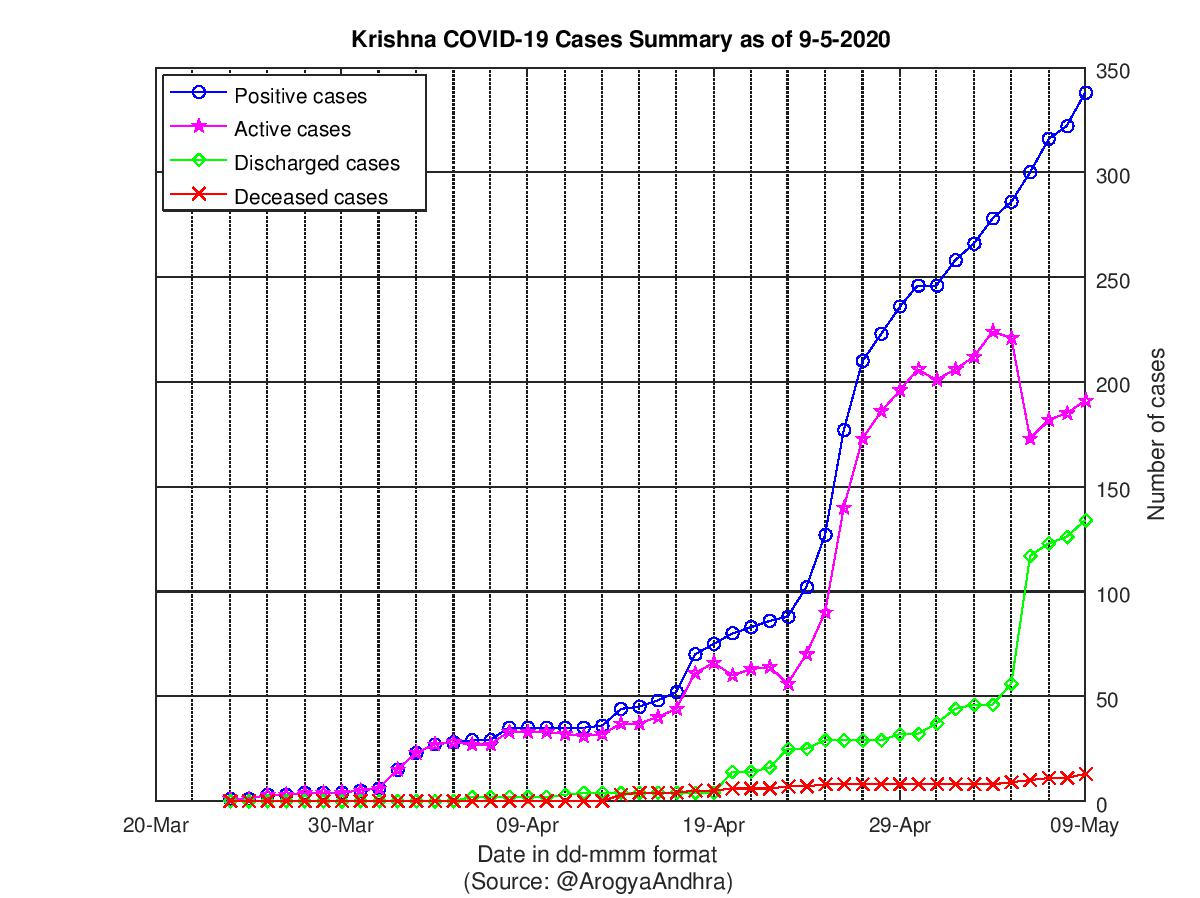 Krishna COVID-19 Cases Summary as of 9-5-2020
Positive cases
Active cases
Discharged cases
Deceased cases
350
300
250
200
150
100
50
0
Number of cases
20-Mar 30-Mar 09-Apr 19-Apr 29-Apr 09-May
Date in dd-mmm format
(Source: @ArogyaAndhra)